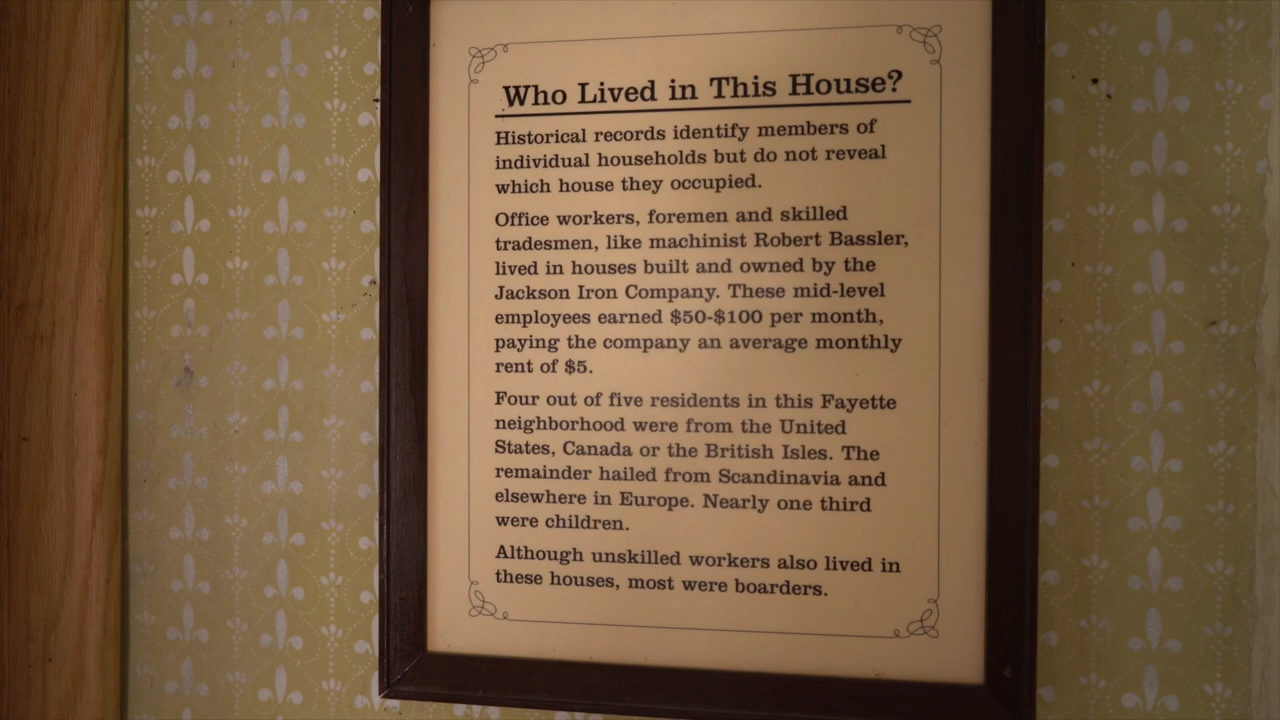 Who Lived in This House?
Historical records identify members of
individual households but do not reveal
which house they occupied.
Office workers, foremen and skilled
tradesmen, like machinist Robert Bassler,
lived in houses built and owned by the
Jackson Iron Company. These mid-level
employees earned $50-$100 per month,
paying the company an average monthly
rent of $5.
Four out of five residents in this Fayette
neighborhood were from the United
States, Canada or the British Isles. The
remainder hailed from Scandinavia and
elsewhere in Europe. Nearly one third
were children.
Although unskilled workers also lived in
these houses, most were boarders.